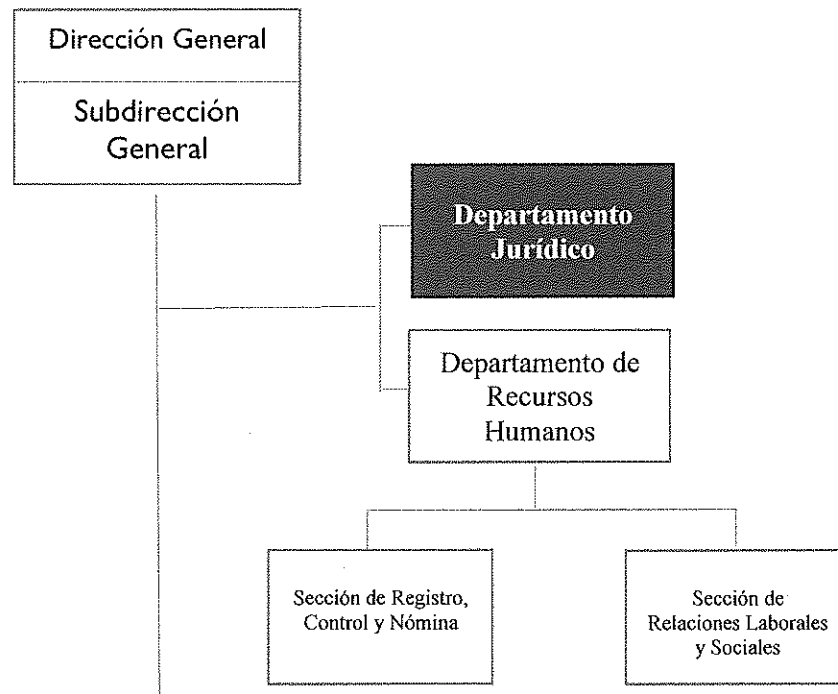 Dirección General
Subdirección
General
Departamento
Jurídico
Departamento de
Recursos
Humanos
Sección de Registro,
Control y Nómina
Sección de
Relaciones Laborales
y Sociales